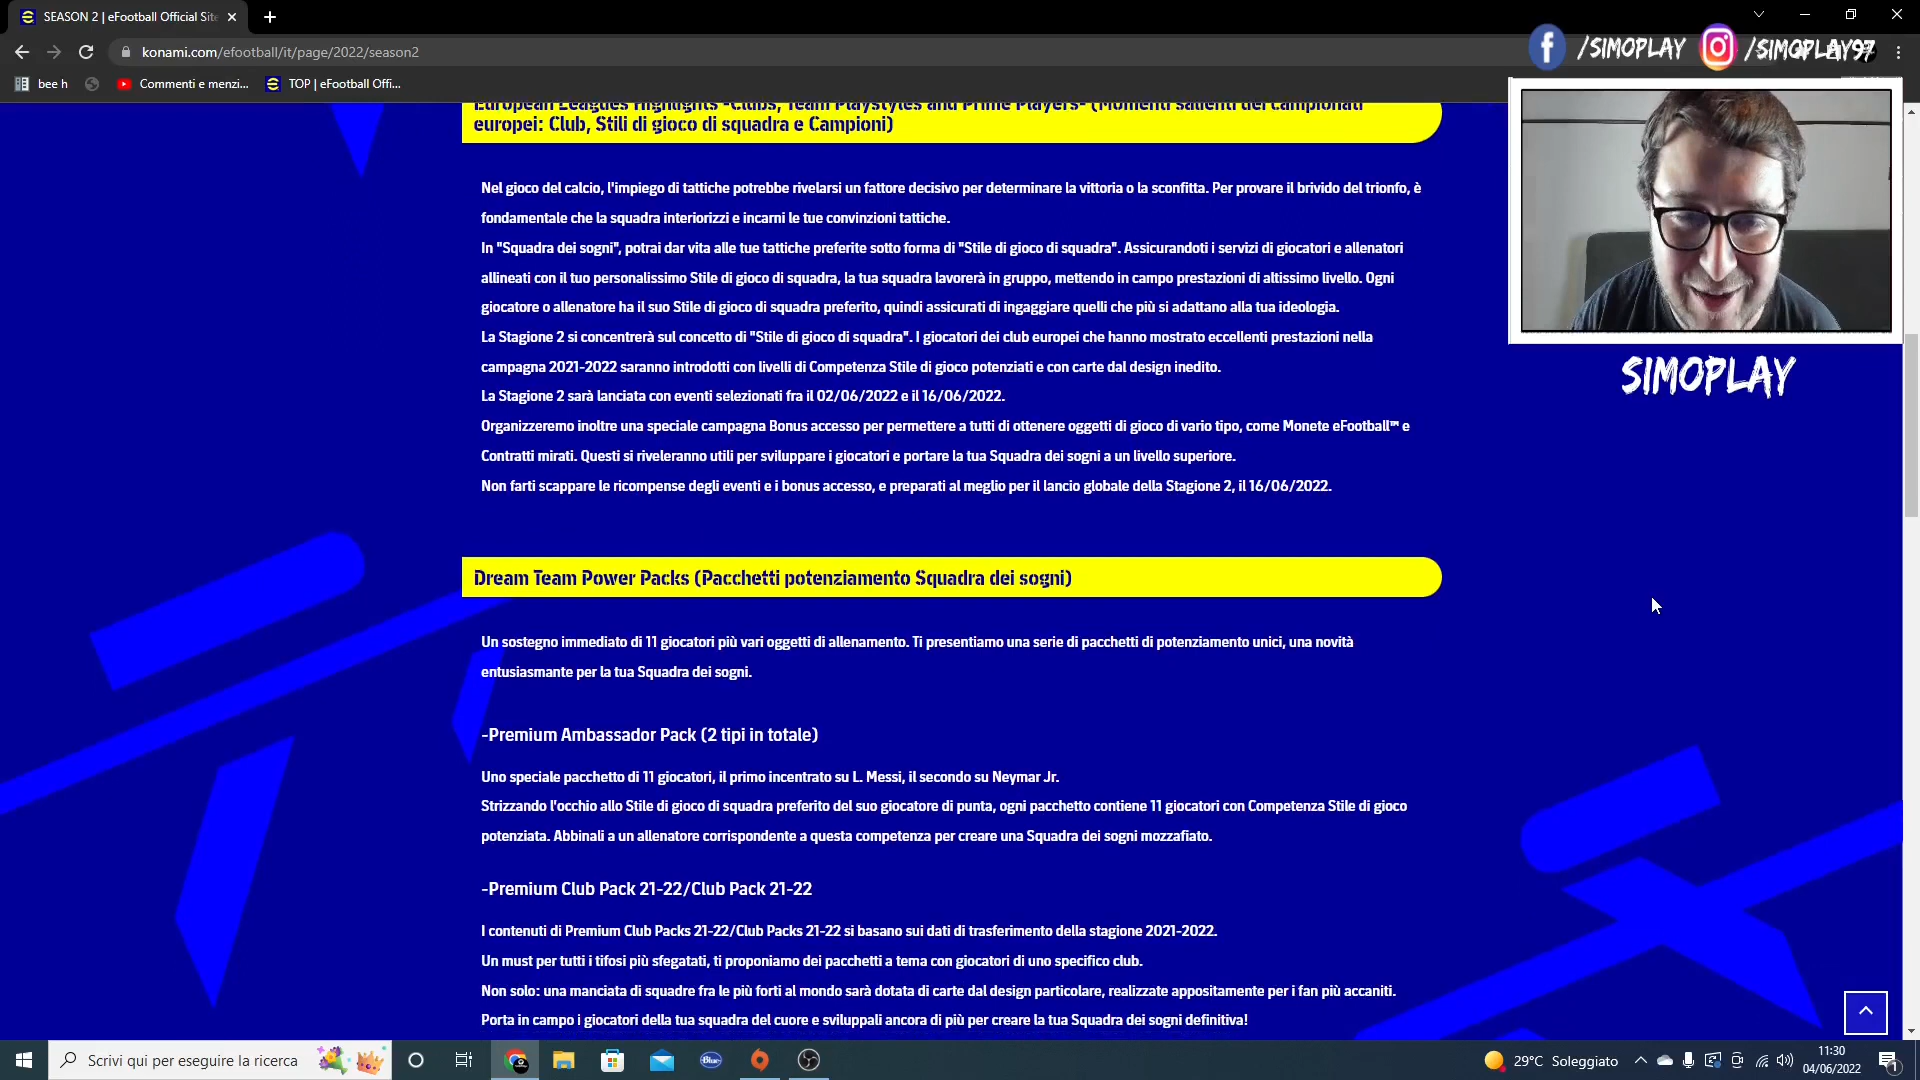 SEASON 2 | eFootball Official Site
konami.com/efootball/it/page/2022/season2
/SIMOPLAY
/SIMOPLAY97
bee h
Commenti e menzi...
TOP | eFootball Offi...
European Leagues Highlights -Clubs, Team Playstyles and Prime Players- (Momenti salienti dei Campionati
europei: Club, Stili di gioco di squadra e Campioni)
Nel gioco del calcio, l'impiego di tattiche potrebbe rivelarsi un fattore decisivo per determinare la vittoria o la sconfitta. Per provare il brivido del trionfo, è
fondamentale che la squadra interiorizzi e incarni le tue convinzioni tattiche.
In "Squadra dei sogni", potrai dar vita alle tue tattiche preferite sotto forma di "Stile di gioco di squadra". Assicurandoti i servizi di giocatori e allenatori
allineati con il tuo personalissimo Stile di gioco di squadra, la tua squadra lavorerà in gruppo, mettendo in campo prestazioni di altissimo livello. Ogni
giocatore o allenatore ha il suo Stile di gioco di squadra preferito, quindi assicurati di ingaggiare quelli che più si adattano alla tua ideologia.
La Stagione 2 si concentrerà sul concetto di "Stile di gioco di squadra". I giocatori dei club europei che hanno mostrato eccellenti prestazioni nella
campagna 2021-2022 saranno introdotti con livelli di Competenza Stile di gioco potenziati e con carte dal design inedito.
La Stagione 2 sarà lanciata con eventi selezionati fra il 02/06/2022 e il 16/06/2022.
Organizzeremo inoltre una speciale campagna Bonus accesso per permettere a tutti di ottenere oggetti di gioco di vario tipo, come Monete eFootball™ e
Contratti mirati. Questi si riveleranno utili per sviluppare i giocatori e portare la tua Squadra dei sogni a un livello superiore.
Non farti scappare le ricompense degli eventi e i bonus accesso, e preparati al meglio per il lancio globale della Stagione 2, il 16/06/2022.
SIMOPLAY
Dream Team Power Packs (Pacchetti potenziamento Squadra dei sogni)
Un sostegno immediato di 11 giocatori più vari oggetti di allenamento. Ti presentiamo una serie di pacchetti di potenziamento unici, una novità
entusiasmante per la tua Squadra dei sogni.
-Premium Ambassador Pack (2 tipi in totale)
Uno speciale pacchetto di 11 giocatori, il primo incentrato su L. Messi, il secondo su Neymar Jr.
Strizzando l'occhio allo Stile di gioco di squadra preferito del suo giocatore di punta, ogni pacchetto contiene 11 giocatori con Competenza Stile di gioco
potenziata. Abbinali a un allenatore corrispondente a questa competenza per creare una Squadra dei sogni mozzafiato.
-Premium Club Pack 21-22/Club Pack 21-22
I contenuti di Premium Club Packs 21-22/Club Packs 21-22 si basano sui dati di trasferimento della stagione 2021-2022.
Un must per tutti i tifosi più sfegatati, ti proponiamo dei pacchetti a tema con giocatori di uno specifico club.
Non solo: una manciata di squadre fra le più forti al mondo sarà dotata di carte dal design particolare, realizzate appositamente per i fan più accaniti.
Porta in campo i giocatori della tua squadra del cuore e sviluppali ancora di più per creare la tua Squadra dei sogni definitiva!
Scrivi qui per eseguire la ricerca
Blue
29°C Soleggiato
11:30
04/06/2022
1